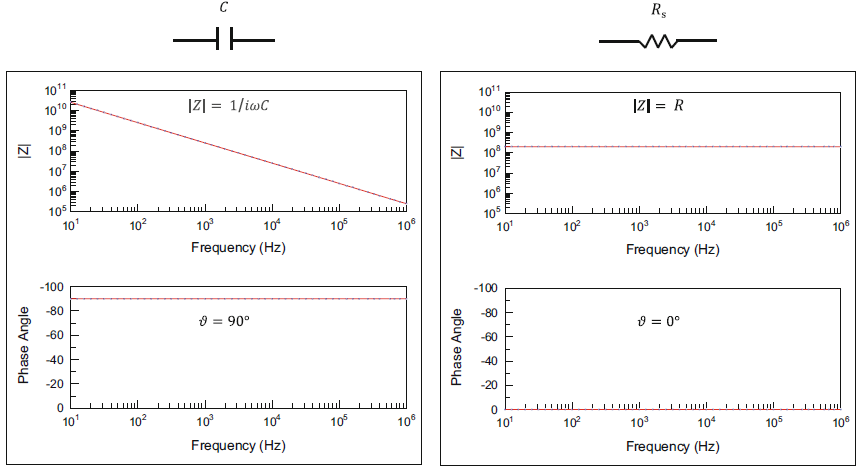 C
R_s
|Z| = 1/iωC
|Z|
10^11
10^10
10^9
10^8
10^7
10^6
10^5
10^1 10^2 10^3 10^4 10^5 10^6
Frequency (Hz)
|Z| = R
|Z|
10^11
10^10
10^9
10^8
10^7
10^6
10^5
10^1 10^2 10^3 10^4 10^5 10^6
Frequency (Hz)
ϑ = 90°
Phase Angle
-100
-80
-60
-40
-20
0
10^1 10^2 10^3 10^4 10^5 10^6
Frequency (Hz)
ϑ = 0°
Phase Angle
-100
-80
-60
-40
-20
0
10^1 10^2 10^3 10^4 10^5 10^6
Frequency (Hz)